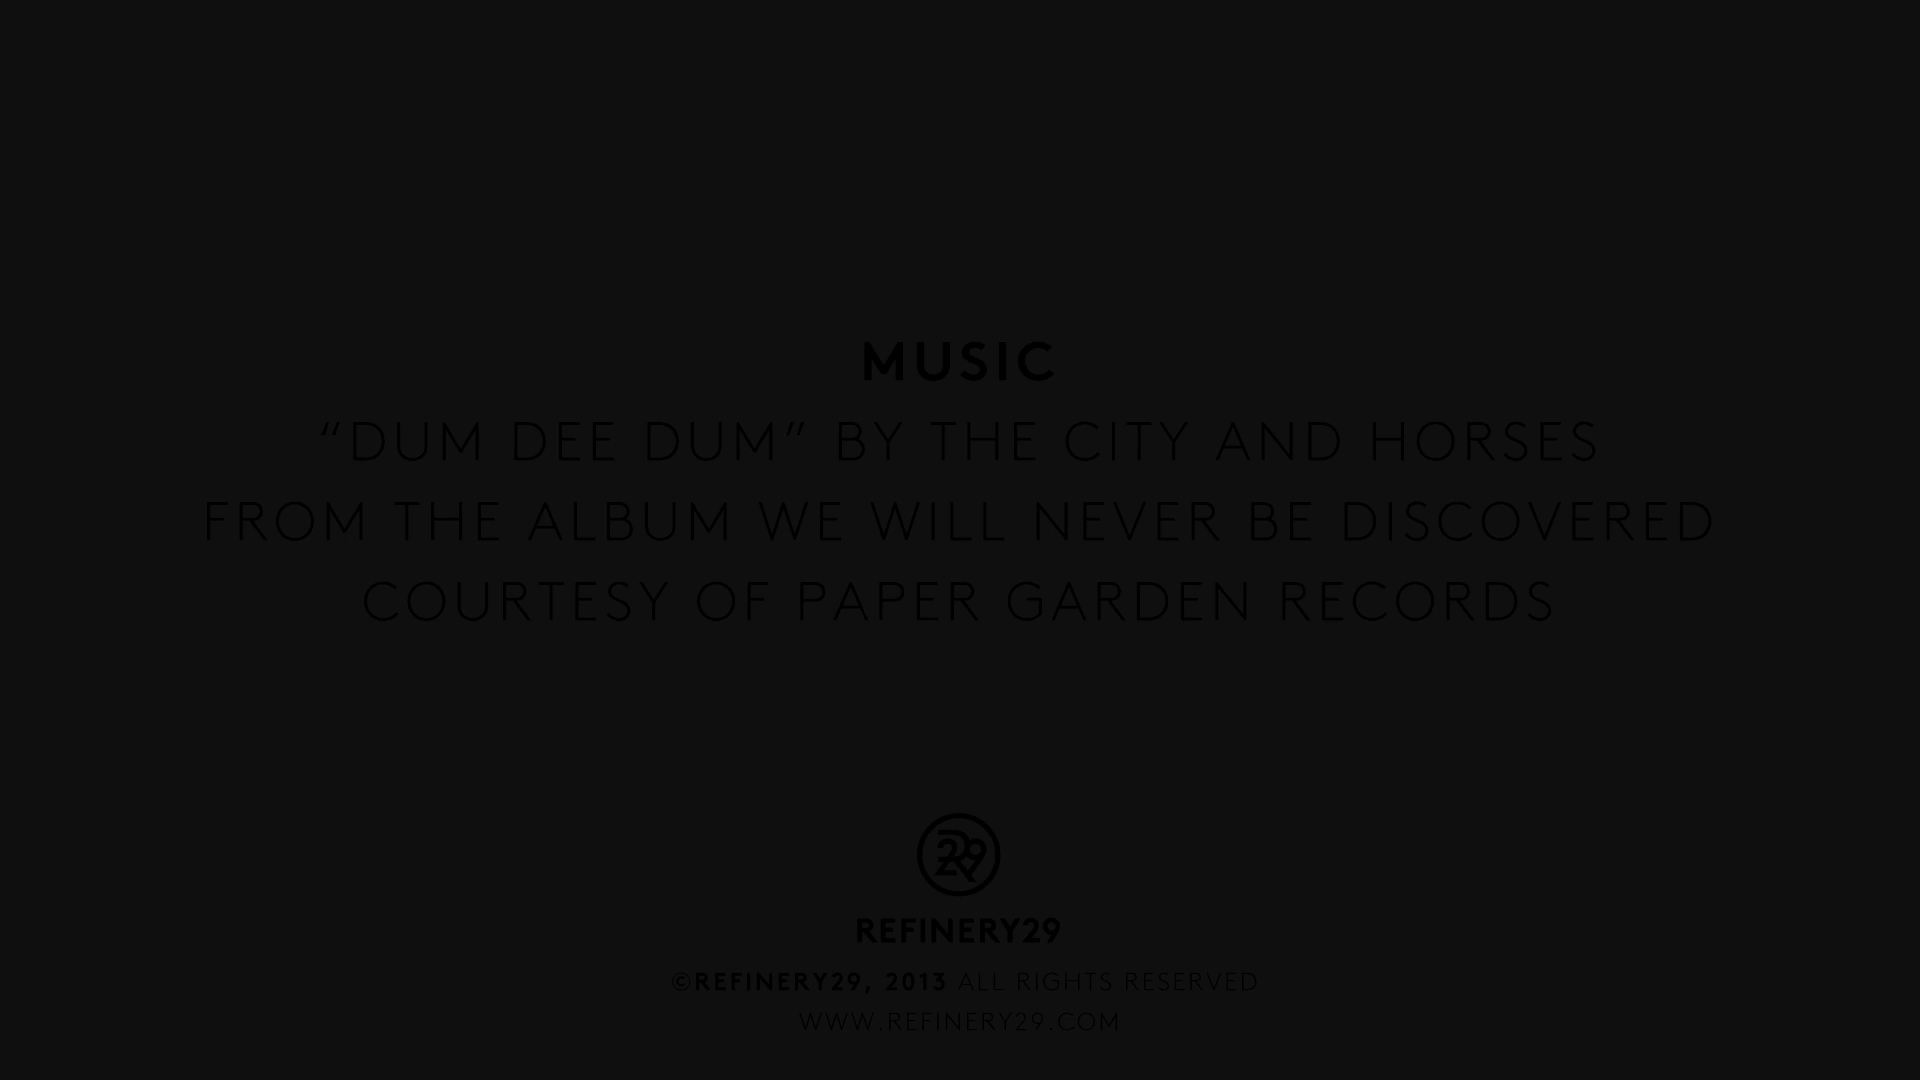 MUSIC
“DUM DEE DUM” BY THE CITY AND HORSES
FROM THE ALBUM WE WILL NEVER BE DISCOVERED
COURTESY OF PAPER GARDEN RECORDS
R29
REFINERY29
©REFINERY29, 2013 ALL RIGHTS RESERVED
WWW.REFINERY29.COM